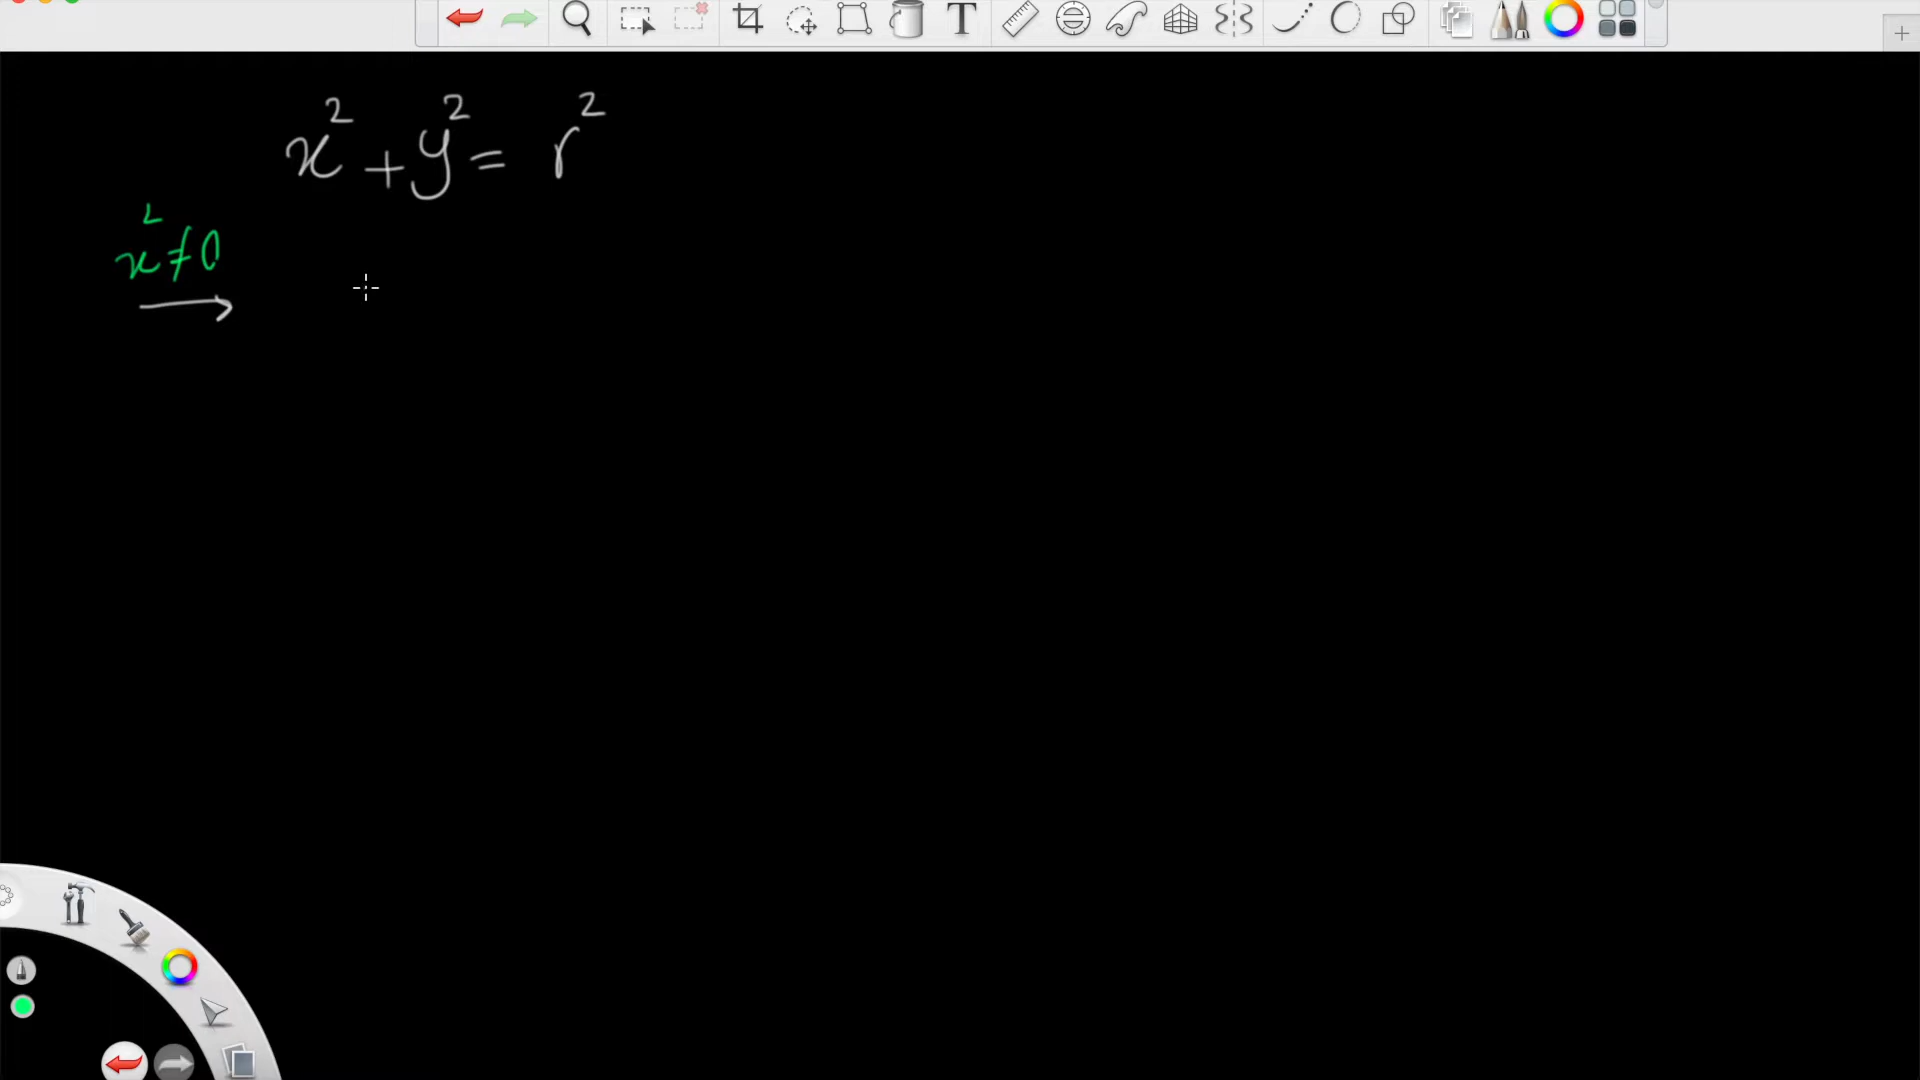 x² + y² = r²
x² ≠ 0
→